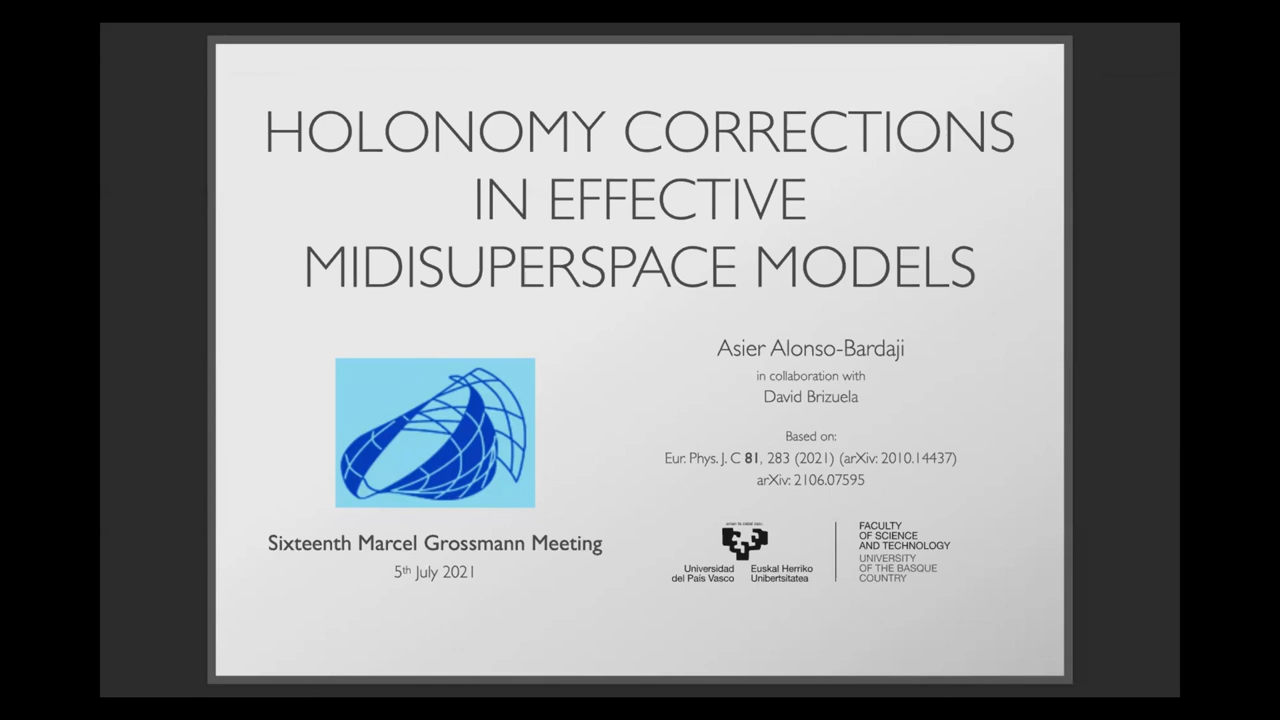 HOLONOMY CORRECTIONS
IN EFFECTIVE
MIDISUPERSPACE MODELS
Asier Alonso-Bardaji
in collaboration with
David Brizuela
Based on:
Eur. Phys. J. C 81, 283 (2021) (arXiv: 2010.14437)
arXiv: 2106.07595
Sixteenth Marcel Grossmann Meeting
5th July 2021
Universidad
del País Vasco
Euskal Herriko
Unibertsitatea
FACULTY
OF SCIENCE
AND TECHNOLOGY
UNIVERSITY
OF THE BASQUE
COUNTRY